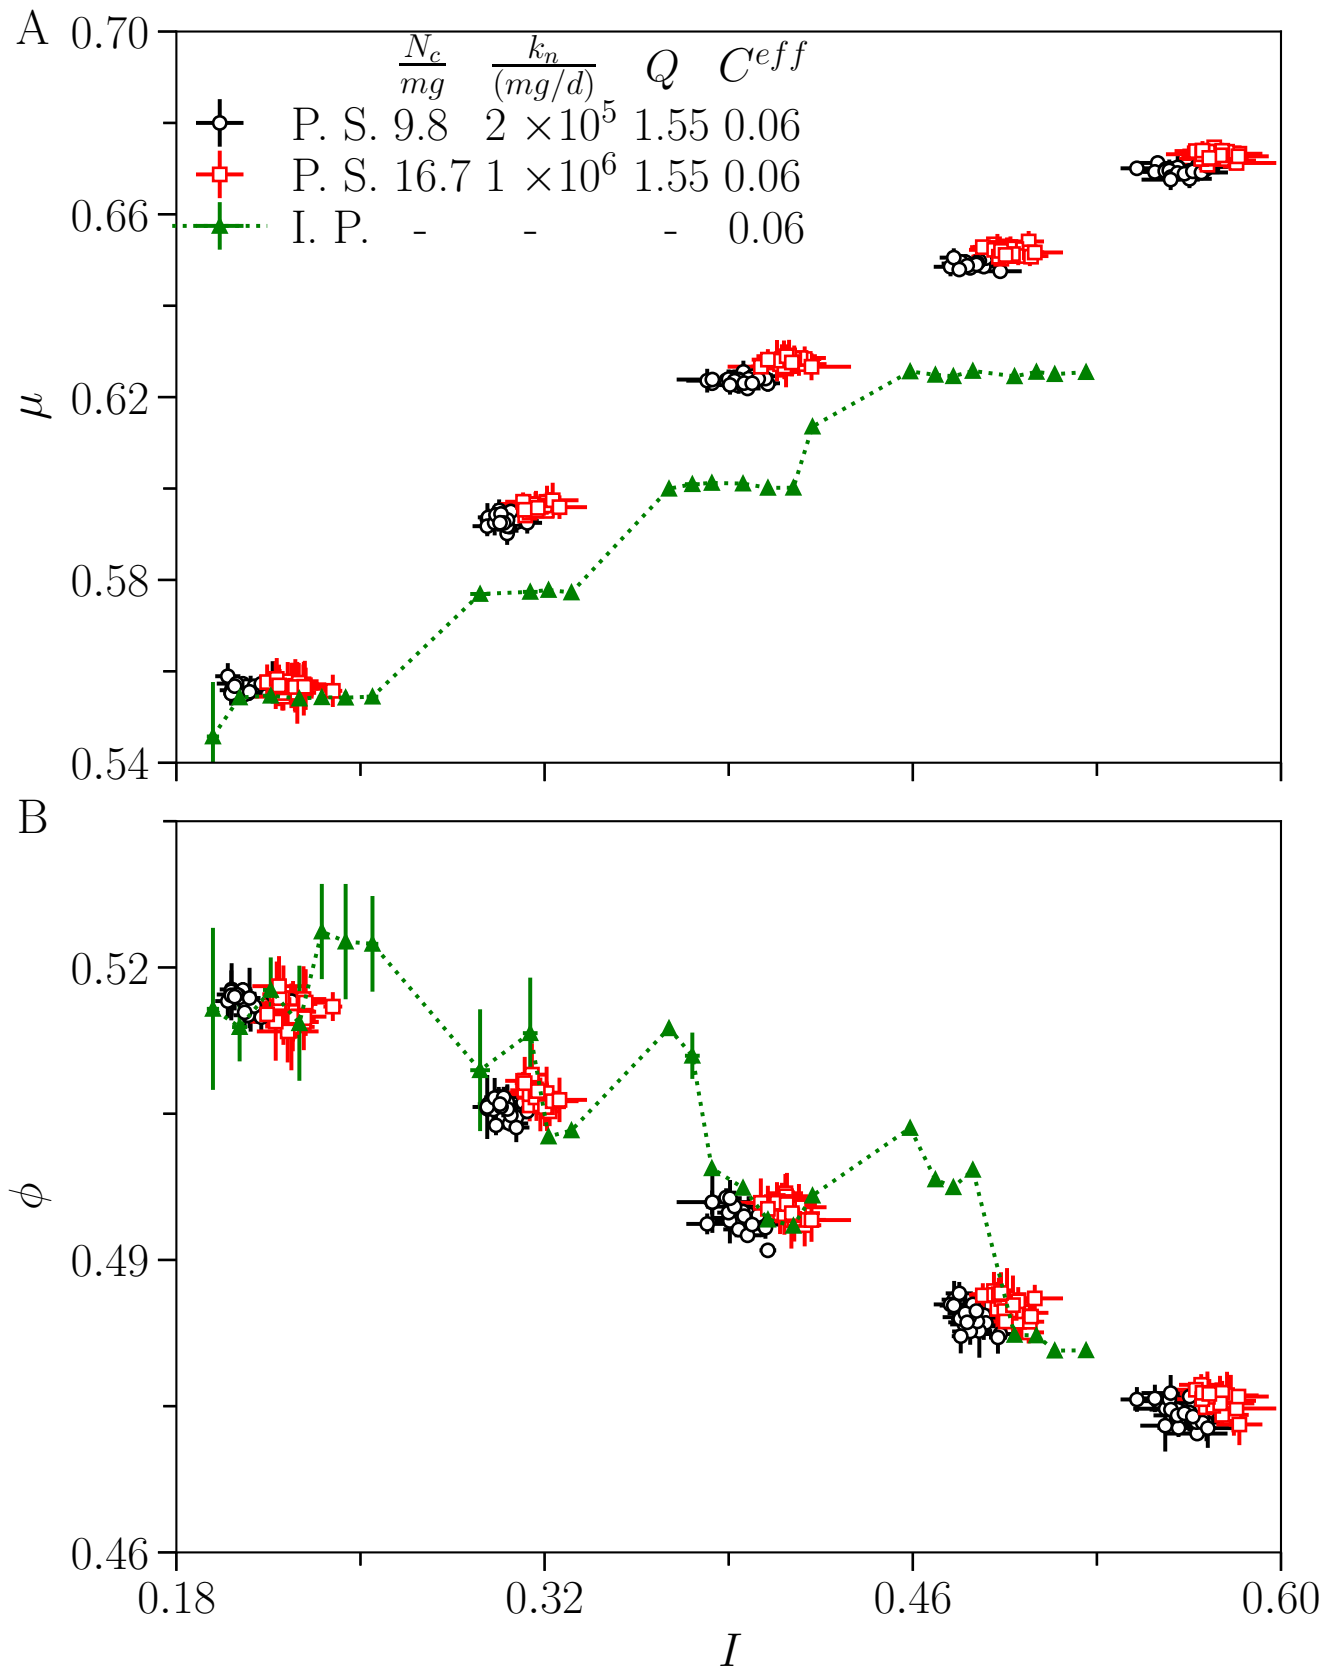 A
0.70
0.66
0.62
0.58
0.54
μ
N_c/mg k_n/(mg/d) Q C^{eff}
P. S. 9.8 2 ×10^5 1.55 0.06
P. S. 16.7 1 ×10^6 1.55 0.06
I. P. - - - 0.06
B
0.52
0.49
0.46
ϕ
0.18 0.32 0.46 0.60
I